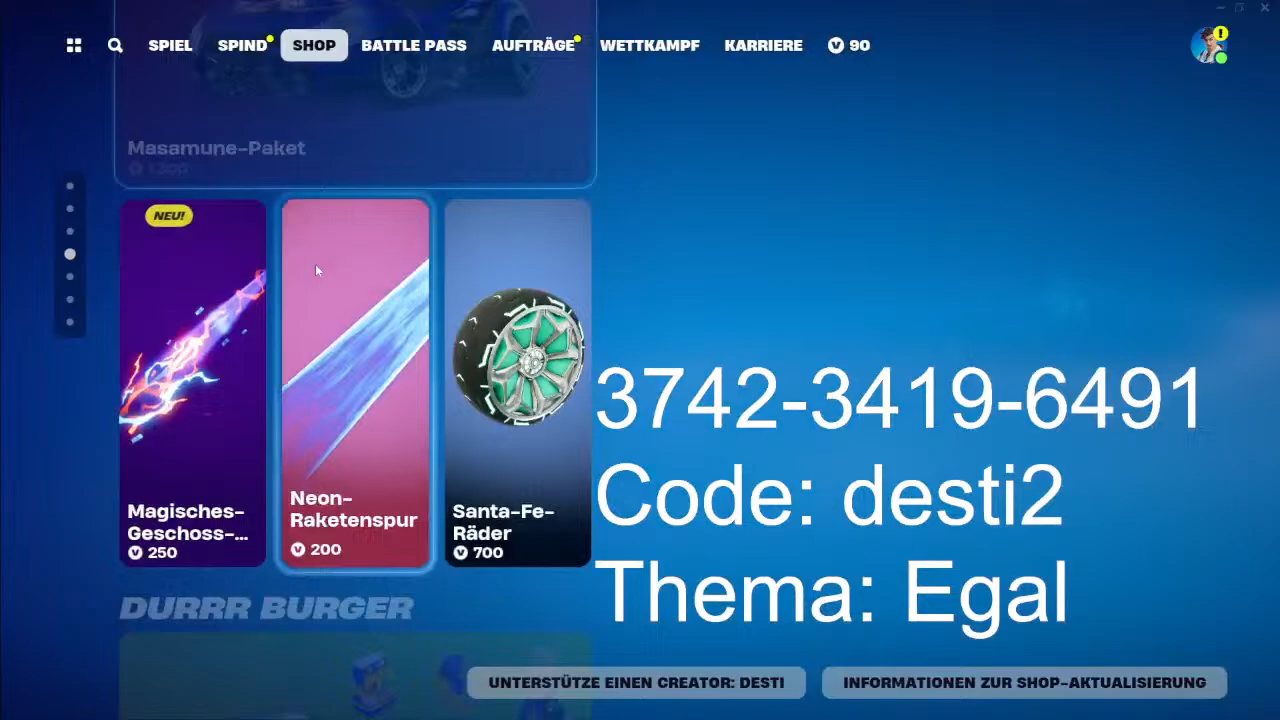 SPIEL SPIND SHOP BATTLE PASS AUFTRÄGE WETTKAMPF KARRIERE 90
Masamune-Paket
NEU!
Magisches-
Geschoss-...
250
Neon-
Raketenspur
200
Santa-Fe-
Räder
700
3742-3419-6491
Code: desti2
Thema: Egal
DURRR BURGER
UNTERSTÜTZE EINEN CREATOR: DESTI
INFORMATIONEN ZUR SHOP-AKTUALISIERUNG